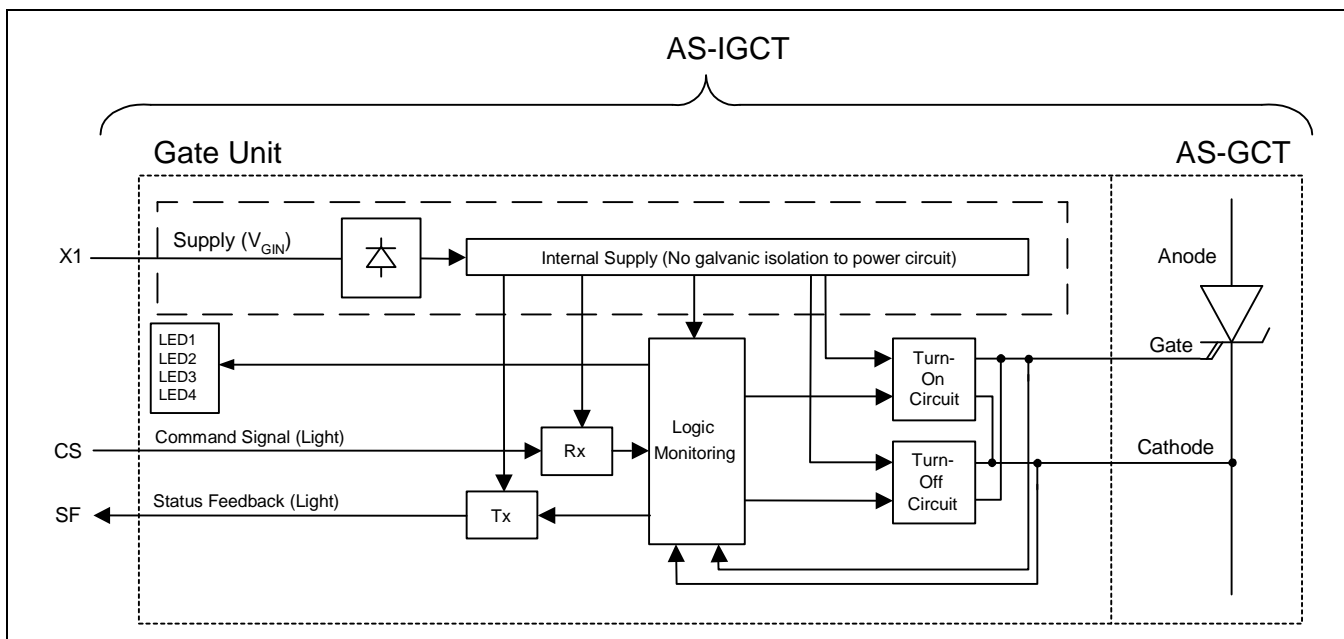 AS-IGCT
Gate Unit
AS-GCT
X1
Supply (VGIN)
Internal Supply (No galvanic isolation to power circuit)
Anode
LED1
LED2
LED3
LED4
Gate
Turn-
On
Circuit
Logic
Monitoring
CS
Command Signal (Light)
Rx
Cathode
Turn-
Off
Circuit
SF
Status Feedback (Light)
Tx